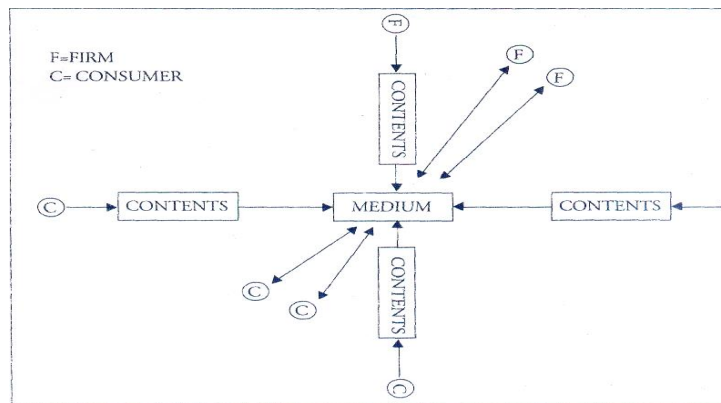 F
F=FIRM
F
C= CONSUMER
F
CONTENTS
C
CONTENTS
MEDIUM
CONTENTS
CONTENTS
C
C
C